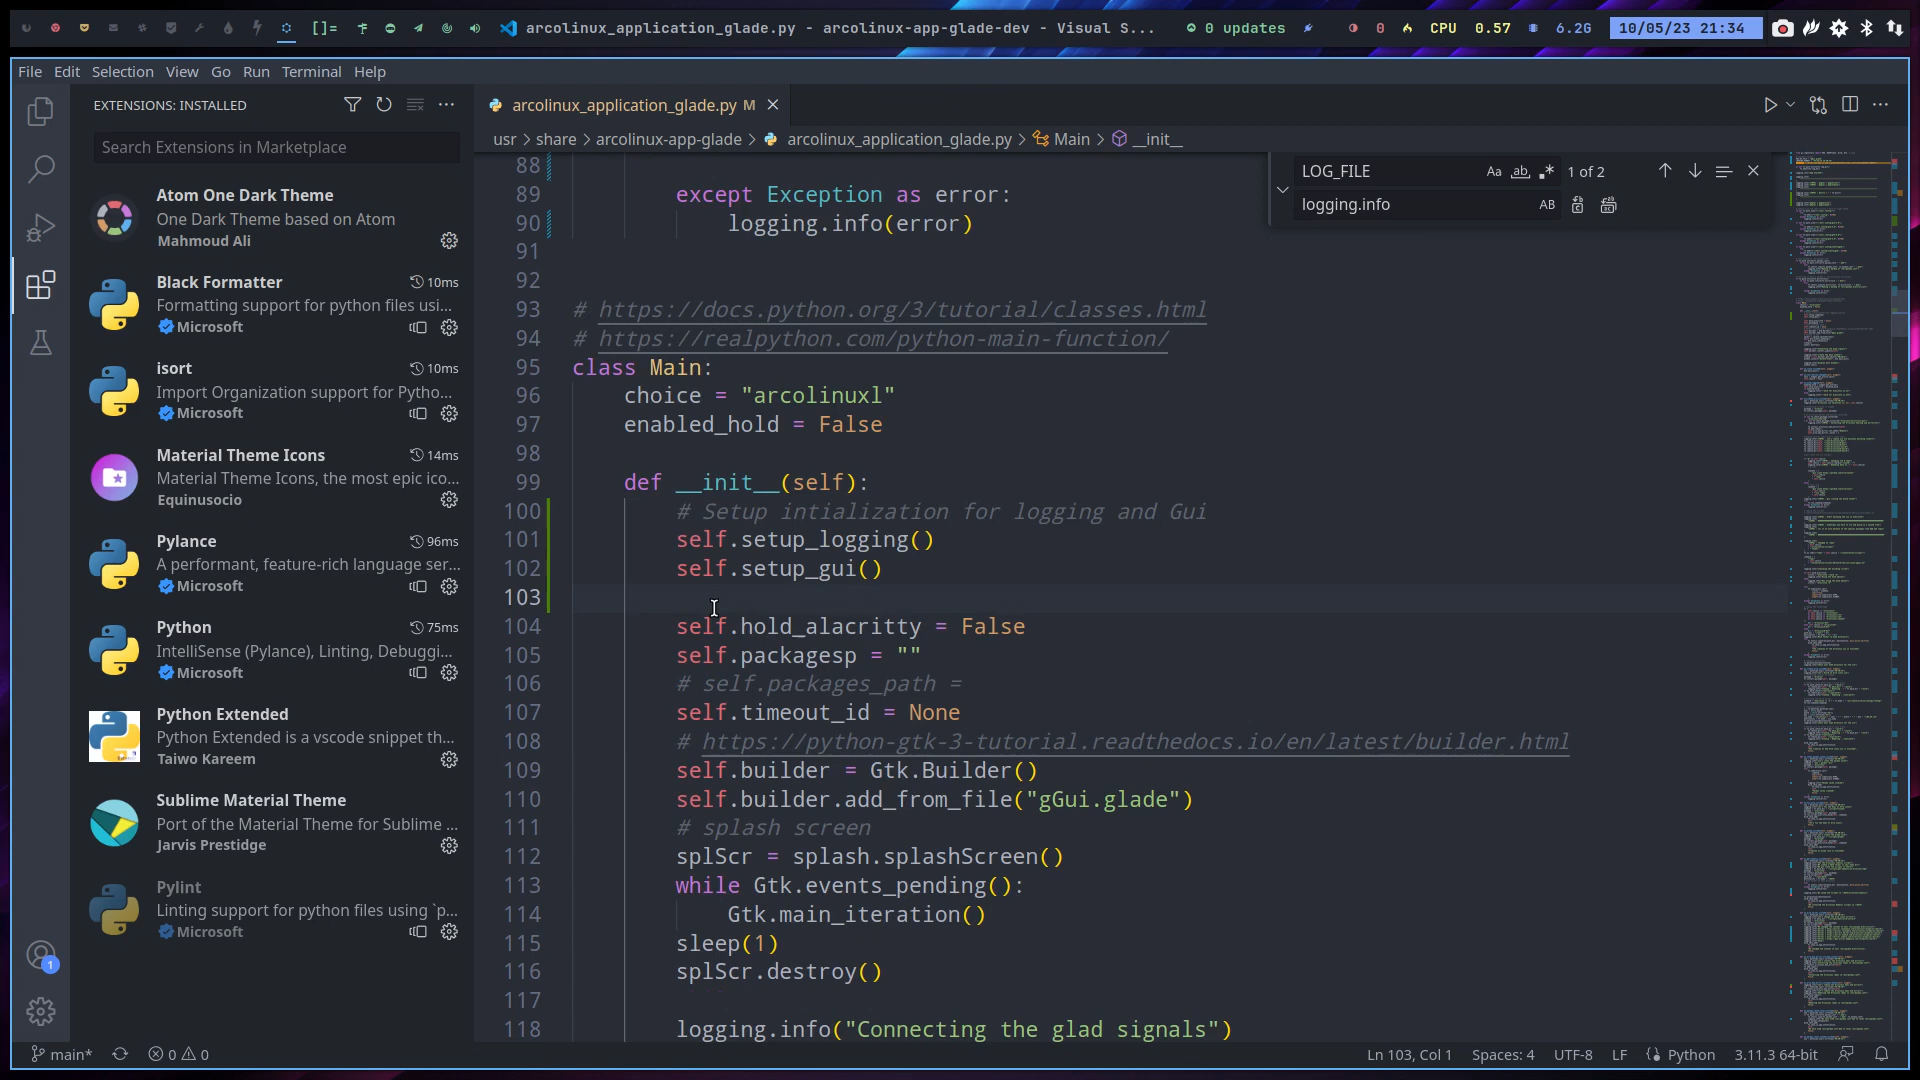 []= arcolinux_application_glade.py - arcolinux-app-glade-dev - Visual S... 0 updates 0 CPU 0.57 6.2G 10/05/23 21:34
File Edit Selection View Go Run Terminal Help
EXTENSIONS: INSTALLED
Search Extensions in Marketplace
Atom One Dark Theme
One Dark Theme based on Atom
Mahmoud Ali
Black Formatter 10ms
Formatting support for python files usi...
Microsoft
isort 10ms
Import Organization support for Pytho...
Microsoft
Material Theme Icons 14ms
Material Theme Icons, the most epic ico...
Equinusocio
Pylance 96ms
A performant, feature-rich language ser...
Microsoft
Python 75ms
IntelliSense (Pylance), Linting, Debuggi...
Microsoft
Python Extended
Python Extended is a vscode snippet th...
Taiwo Kareem
Sublime Material Theme
Port of the Material Theme for Sublime ...
Jarvis Prestidge
Pylint
Linting support for python files using `p...
Microsoft
1
arcolinux_application_glade.py M
usr > share > arcolinux-app-glade > arcolinux_application_glade.py > Main > __init__
LOG_FILE Aa ab 1 of 2
logging.info AB
88
89 except Exception as error:
90 logging.info(error)
91
92
93 # https://docs.python.org/3/tutorial/classes.html
94 # https://realpython.com/python-main-function/
95 class Main:
96 choice = "arcolinuxl"
97 enabled_hold = False
98
99 def __init__(self):
100 # Setup intialization for logging and Gui
101 self.setup_logging()
102 self.setup_gui()
103
104 self.hold_alacritty = False
105 self.packagesp = ""
106 # self.packages_path =
107 self.timeout_id = None
108 # https://python-gtk-3-tutorial.readthedocs.io/en/latest/builder.html
109 self.builder = Gtk.Builder()
110 self.builder.add_from_file("gGui.glade")
111 # splash screen
112 splScr = splash.splashScreen()
113 while Gtk.events_pending():
114 Gtk.main_iteration()
115 sleep(1)
116 splScr.destroy()
117
118 logging.info("Connecting the glad signals")
main* 0 0 Ln 103, Col 1 Spaces: 4 UTF-8 LF Python 3.11.3 64-bit